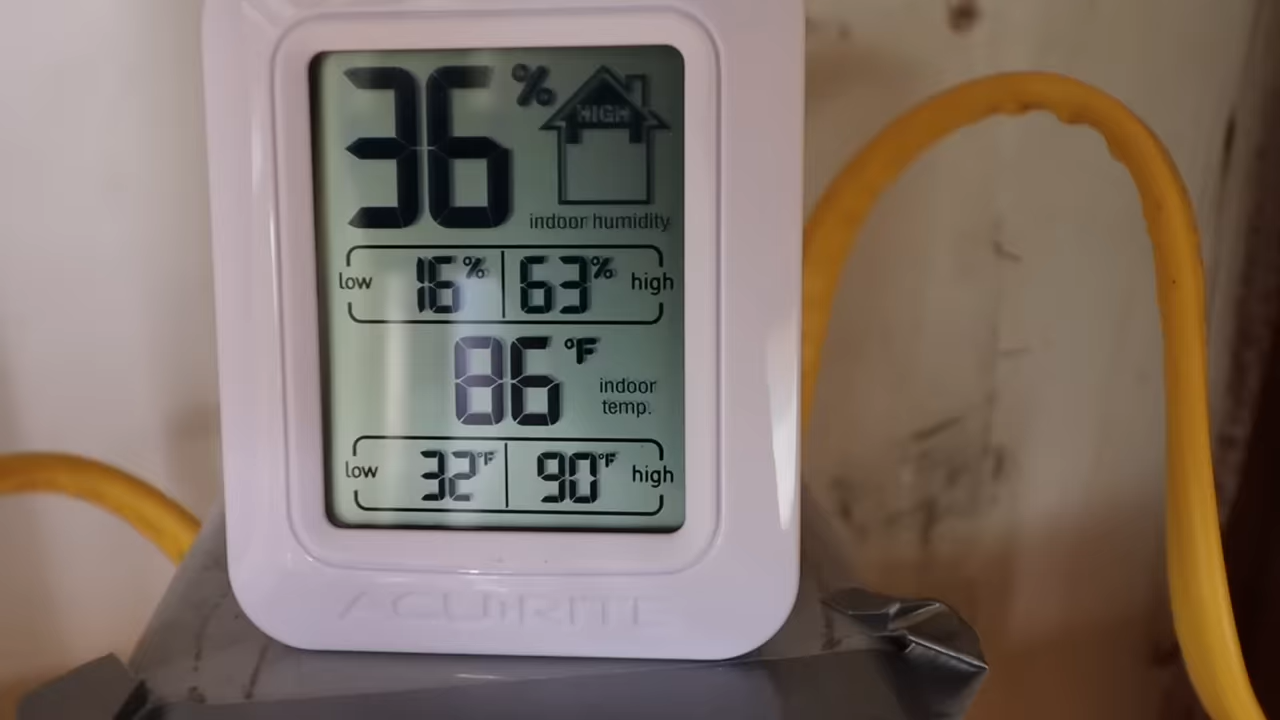 36% HIGH
indoor humidity
low 16% 63% high
86°F indoor temp.
low 32°F 90°F high
ACURITE